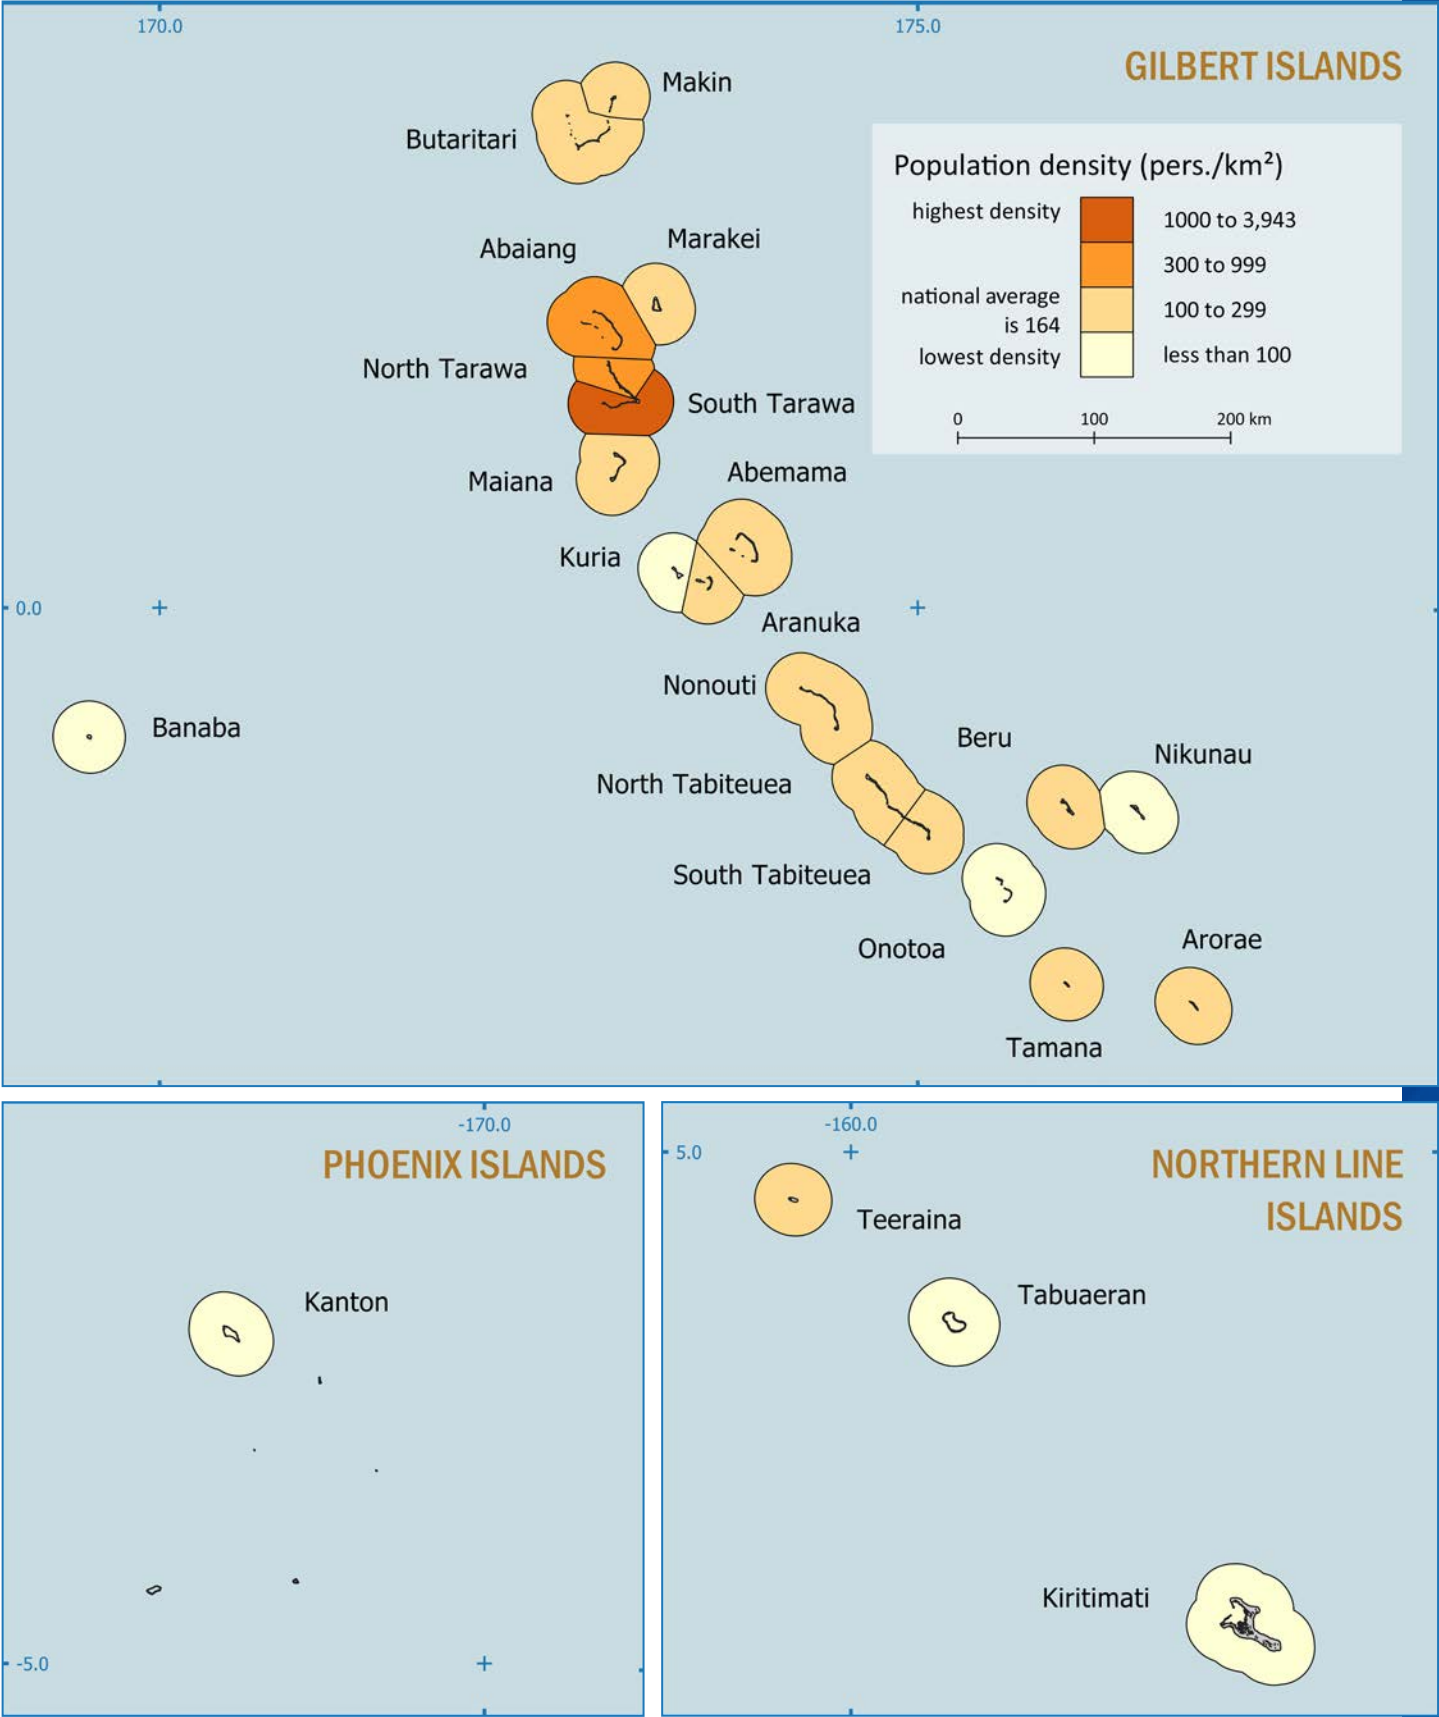 170.0
175.0
GILBERT ISLANDS
Makin
Butaritari
Population density (pers./km²)
highest density
1000 to 3,943
300 to 999
national average
is 164
100 to 299
lowest density
less than 100
0
100
200 km
Abaiang
Marakei
North Tarawa
South Tarawa
Maiana
Abemama
Kuria
0.0
Aranuka
Nonouti
Banaba
Beru
Nikunau
North Tabiteuea
South Tabiteuea
Onotoa
Arorae
Tamana
-170.0
PHOENIX ISLANDS
Kanton
-5.0
-160.0
5.0
NORTHERN LINE
ISLANDS
Teeraina
Tabuaeran
Kiritimati